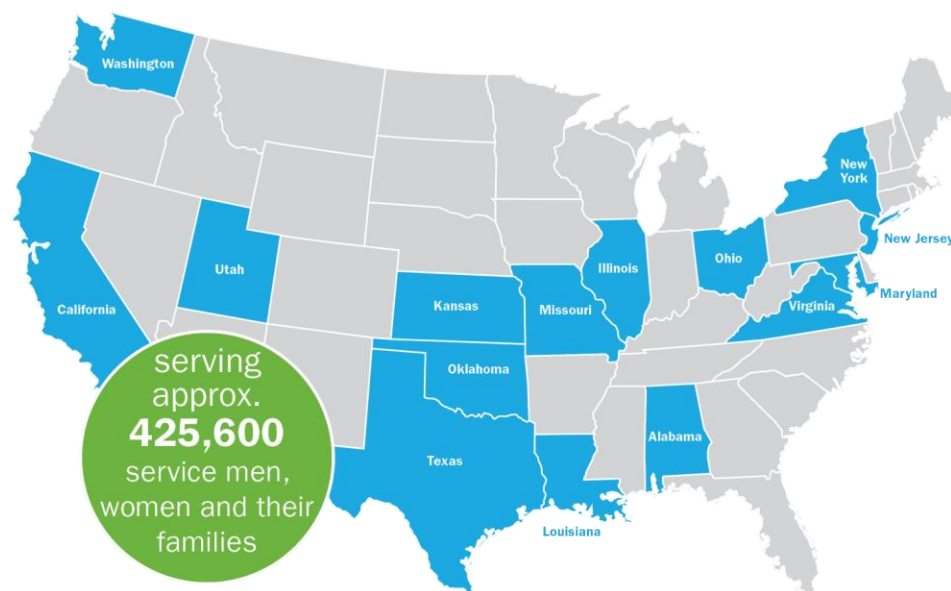 Washington
New
York
New Jersey
Ohio
Illinois
Utah
Maryland
Kansas
Missouri
Virginia
California
Oklahoma
serving
approx.
425,600
service men,
women and their
families
Alabama
Texas
Louisiana